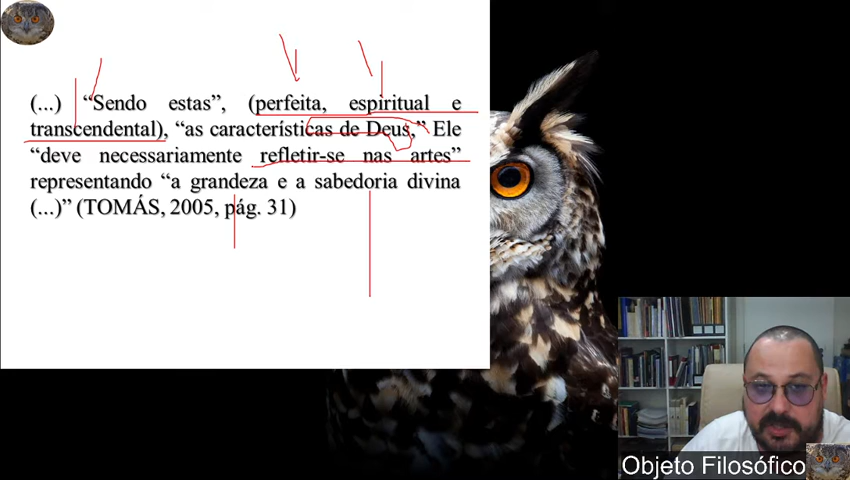 (...) “Sendo estas”, (perfeita, espiritual e
transcendental), “as características de Deus,” Ele
“deve necessariamente refletir-se nas artes”
representando “a grandeza e a sabedoria divina
(...)” (TOMÁS, 2005, pág. 31)
Objeto Filosófico